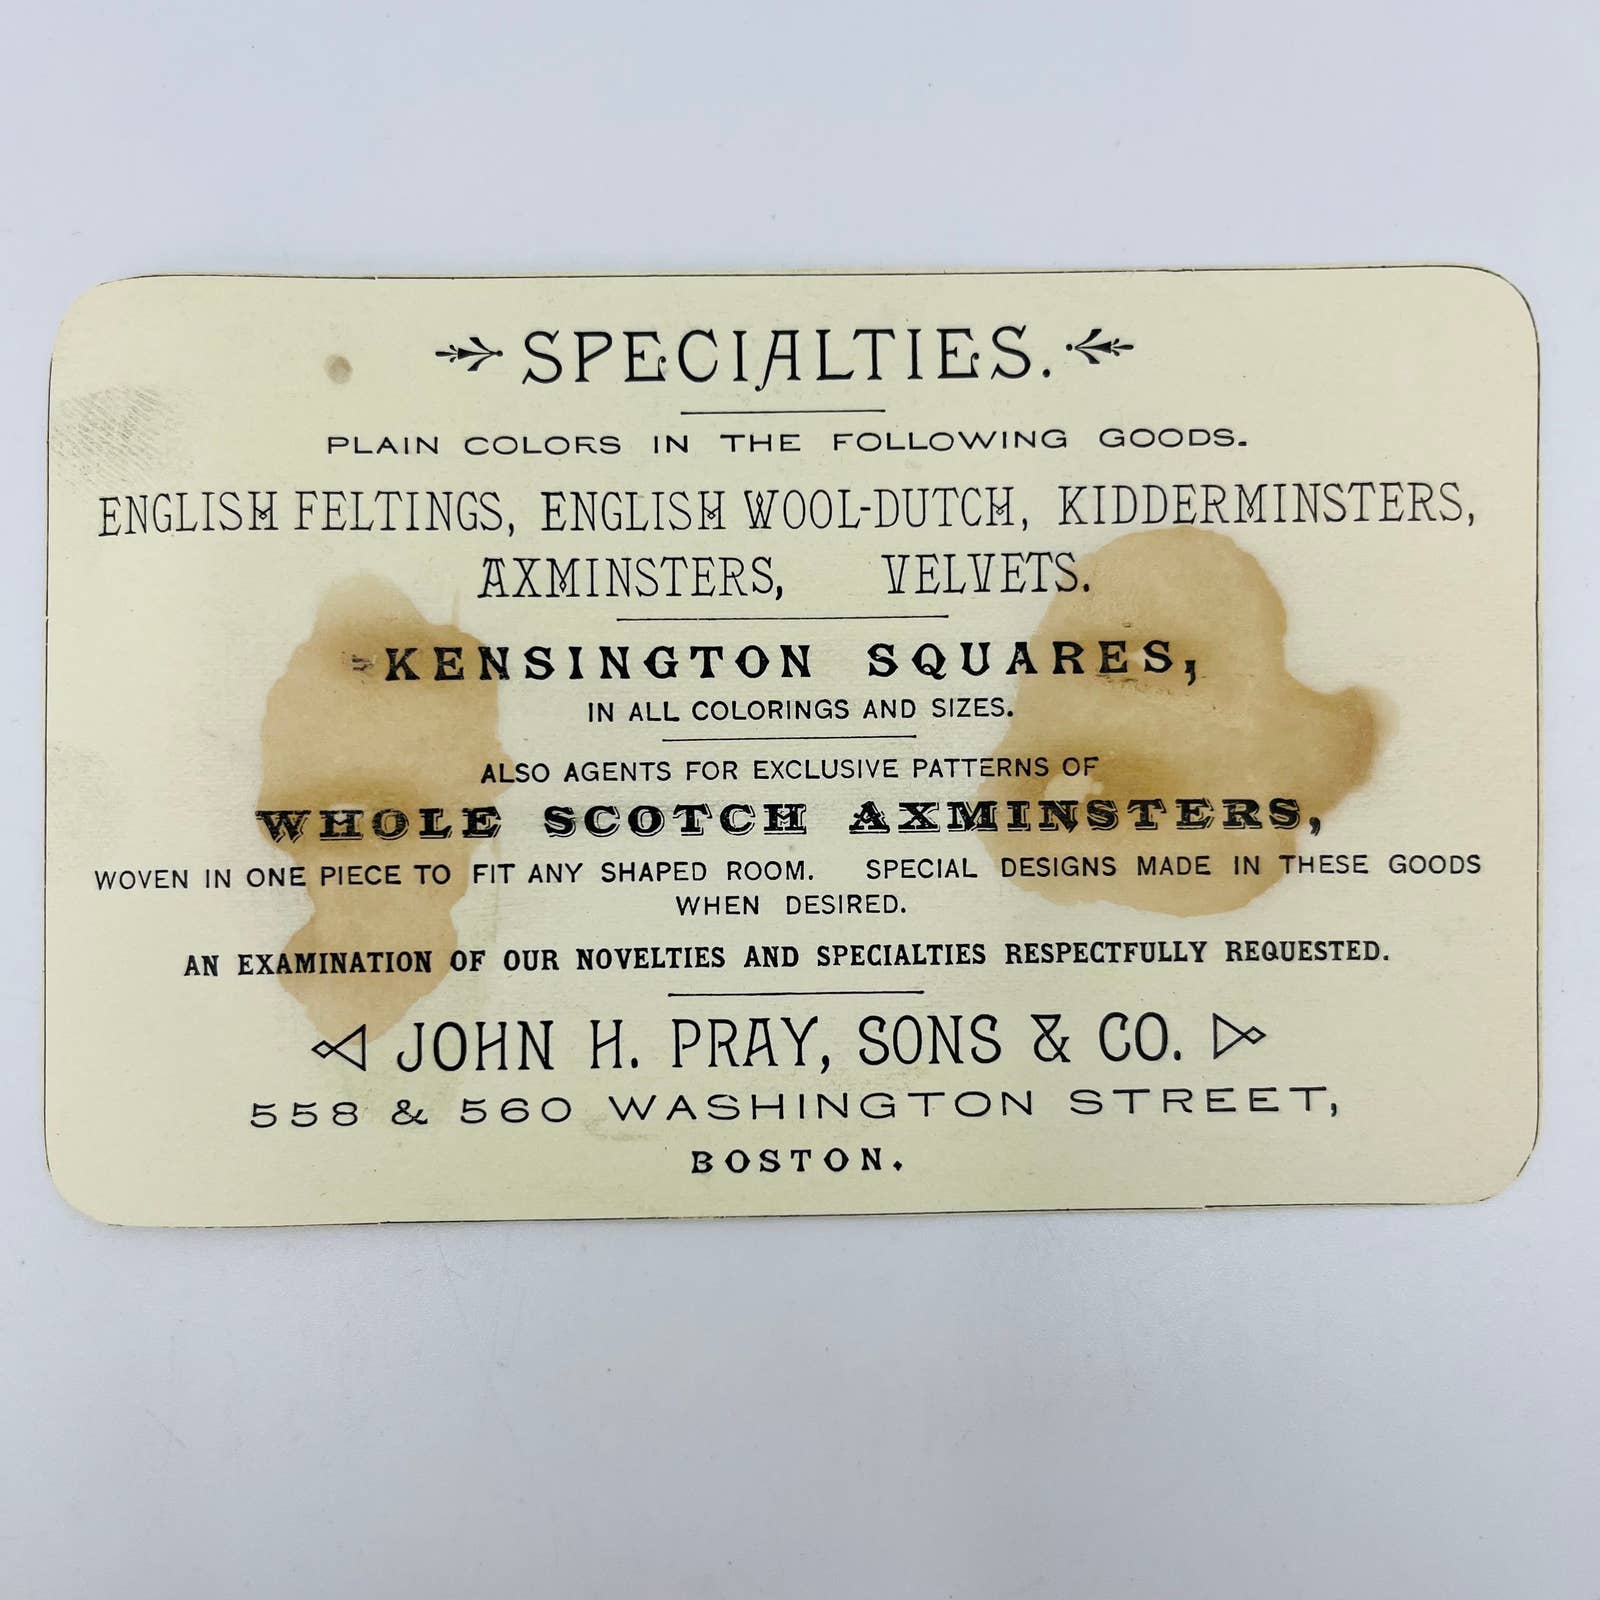 SPECIALTIES.
PLAIN COLORS IN THE FOLLOWING GOODS.
ENGLISH FELTINGS, ENGLISH WOOL-DUTCH, KIDDERMINSTERS,
AXMINSTERS, VELVETS.
KENSINGTON SQUARES,
IN ALL COLORINGS AND SIZES.
ALSO AGENTS FOR EXCLUSIVE PATTERNS OF
WHOLE SCOTCH AXMINSTERS,
WOVEN IN ONE PIECE TO FIT ANY SHAPED ROOM. SPECIAL DESIGNS MADE IN THESE GOODS
WHEN DESIRED.
AN EXAMINATION OF OUR NOVELTIES AND SPECIALTIES RESPECTFULLY REQUESTED.
JOHN H. PRAY, SONS & CO.
558 & 560 WASHINGTON STREET,
BOSTON.